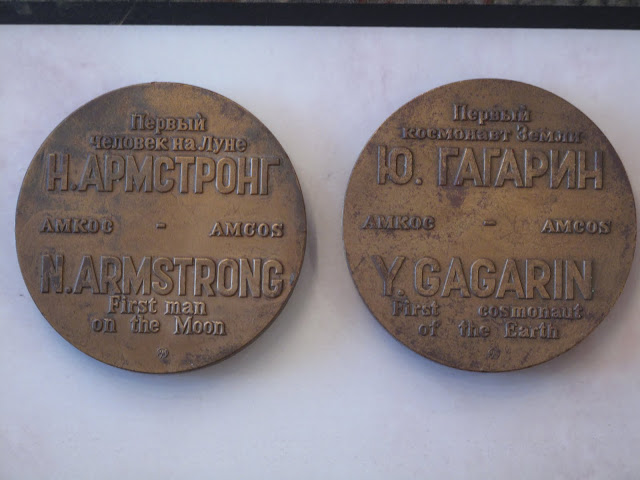 Первый
человек на Луне
Н. АРМСТРОНГ
АМКОС - AMCOS
N. ARMSTRONG
First man
on the Moon
Первый
космонавт Земли
Ю. ГАГАРИН
АМКОС - AMCOS
Y. GAGARIN
First cosmonaut
of the Earth